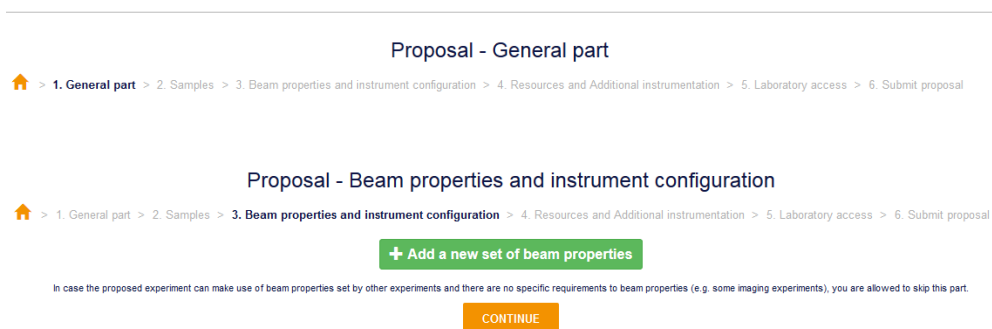 Proposal - General part
> 1. General part > 2. Samples > 3. Beam properties and instrument configuration > 4. Resources and Additional instrumentation > 5. Laboratory access > 6. Submit proposal
Proposal - Beam properties and instrument configuration
> 1. General part > 2. Samples > 3. Beam properties and instrument configuration > 4. Resources and Additional instrumentation > 5. Laboratory access > 6. Submit proposal
+ Add a new set of beam properties
In case the proposed experiment can make use of beam properties set by other experiments and there are no specific requirements to beam properties (e.g. some imaging experiments), you are allowed to skip this part.
CONTINUE